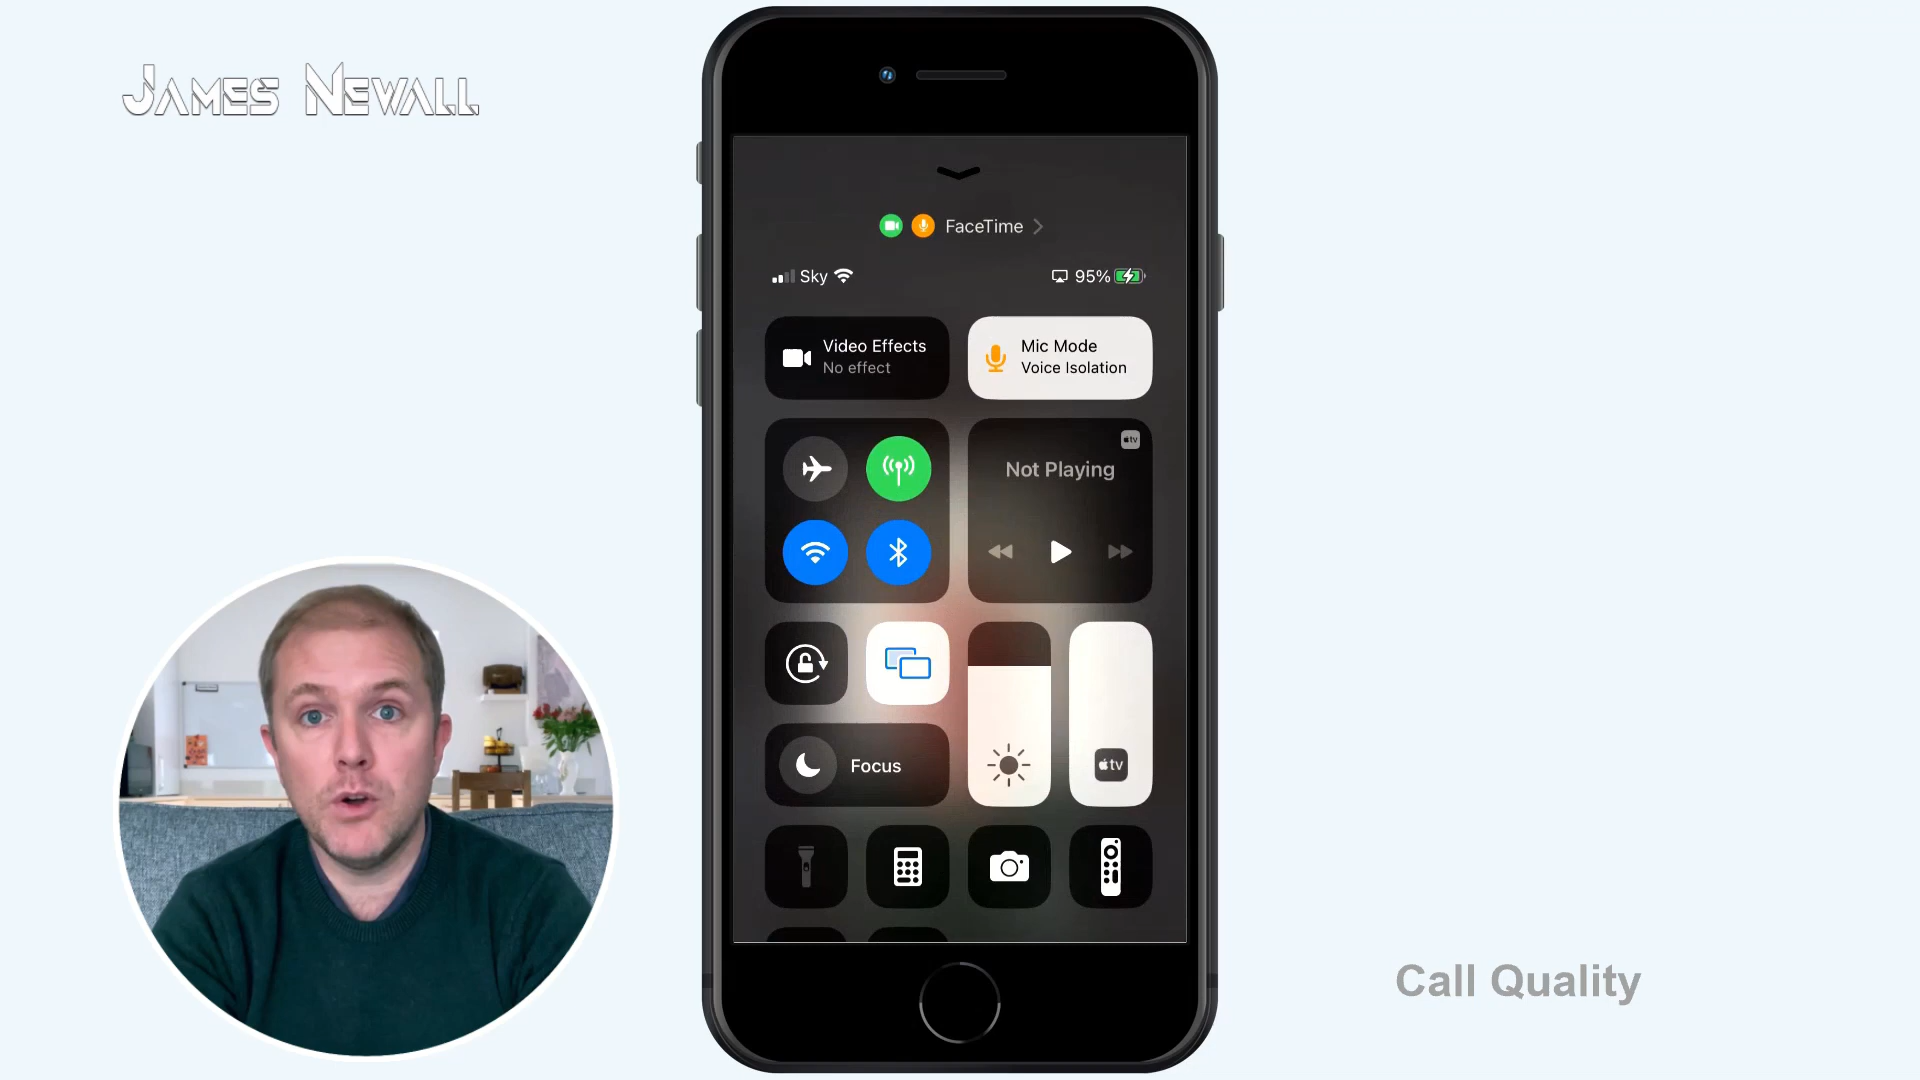 James Newall
FaceTime
Sky
95%
Video Effects
No effect
Mic Mode
Voice Isolation
tv
Not Playing
Focus
tv
Call Quality